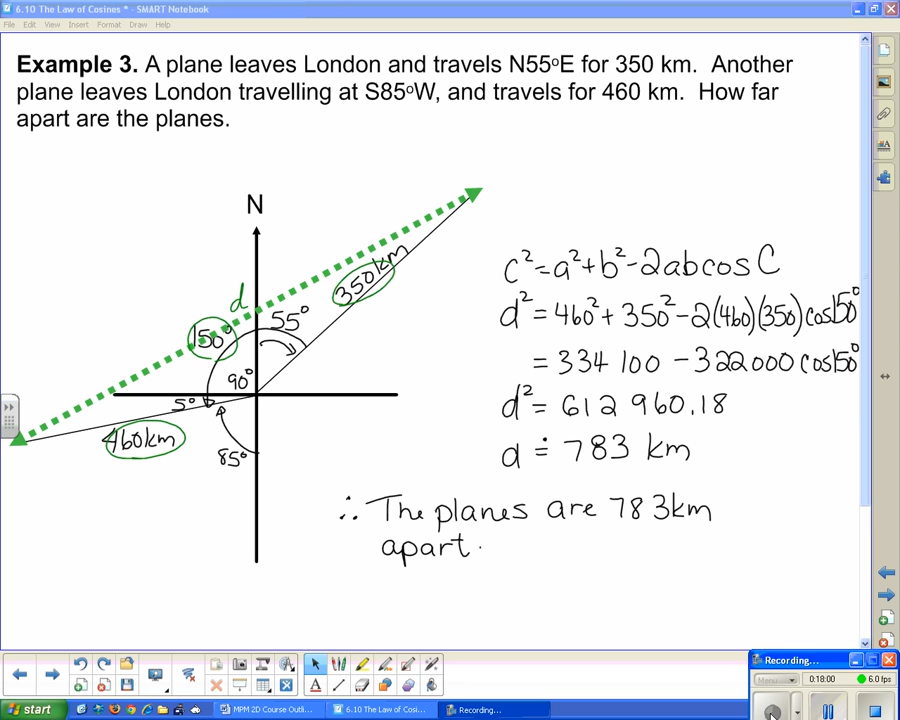 6.10 The Law of Cosines * - SMART Notebook
File Edit View Insert Format Draw Help
Example 3. A plane leaves London and travels N55°E for 350 km. Another
plane leaves London travelling at S85°W, and travels for 460 km. How far
apart are the planes.
N
d
350km
55°
150°
90°
5°
460km
85°
c² = a² + b² - 2abcosC
d² = 460² + 350² - 2(460)(350)cos150°
= 334 100 - 322000cos150°
d² = 612 960.18
d ≐ 783 km
∴ The planes are 783km
apart.
Recording...
Menu
0:18:00
6.0 fps
start
MPM 2D Course Outli...
6.10 The Law of Cosi...
Recording...